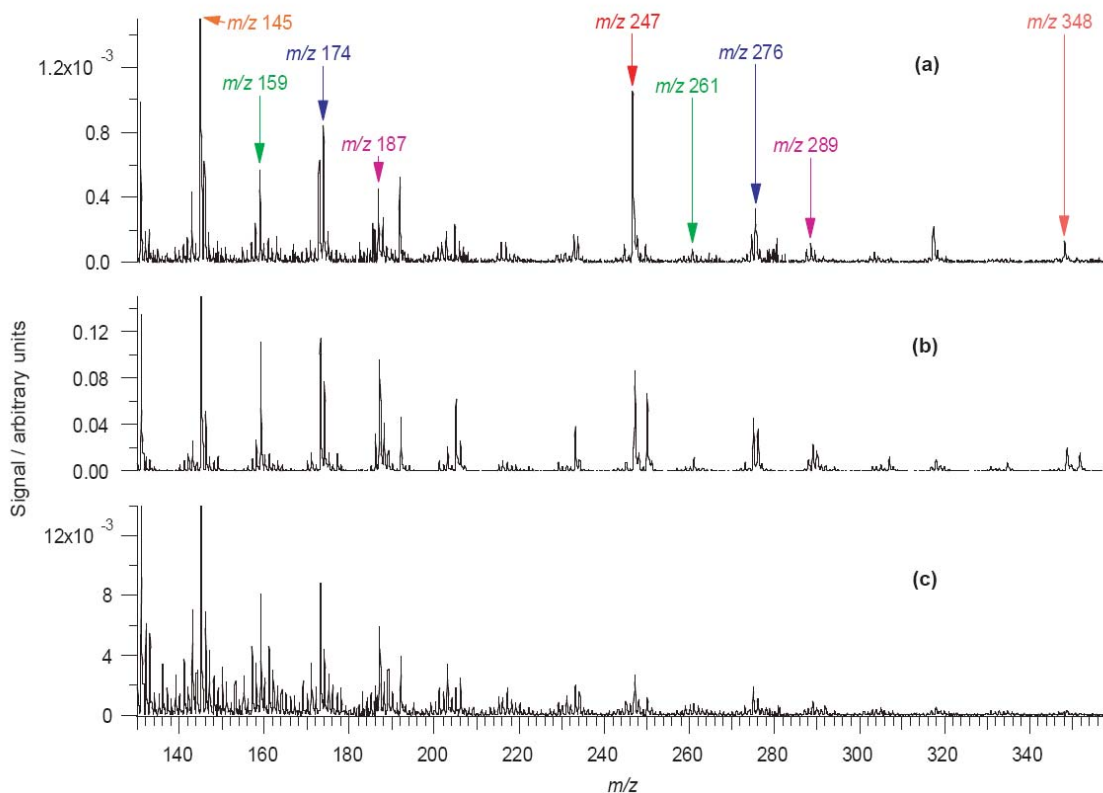 m/z 145
m/z 247
m/z 348
m/z 174
m/z 276
1.2x10 -3
(a)
m/z 159
m/z 261
0.8
m/z 187
m/z 289
0.4
0.0
0.12
(b)
0.08
0.04
0.00
Signal / arbitrary units
12x10 -3
(c)
8
4
0
140 160 180 200 220 240 260 280 300 320 340
m/z